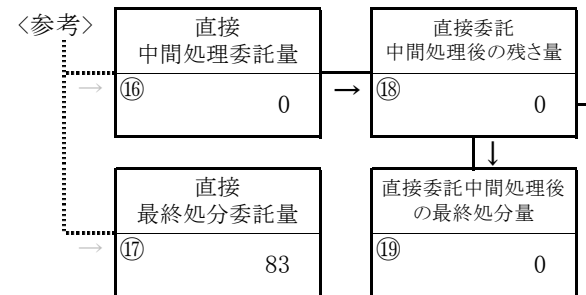 〈参考〉
直接
中間処理委託量
→
⑯
0
→
直接委託
中間処理後の残さ量
⑱
0
↓
直接
最終処分委託量
→
⑰
83
直接委託中間処理後
の最終処分量
⑲
0